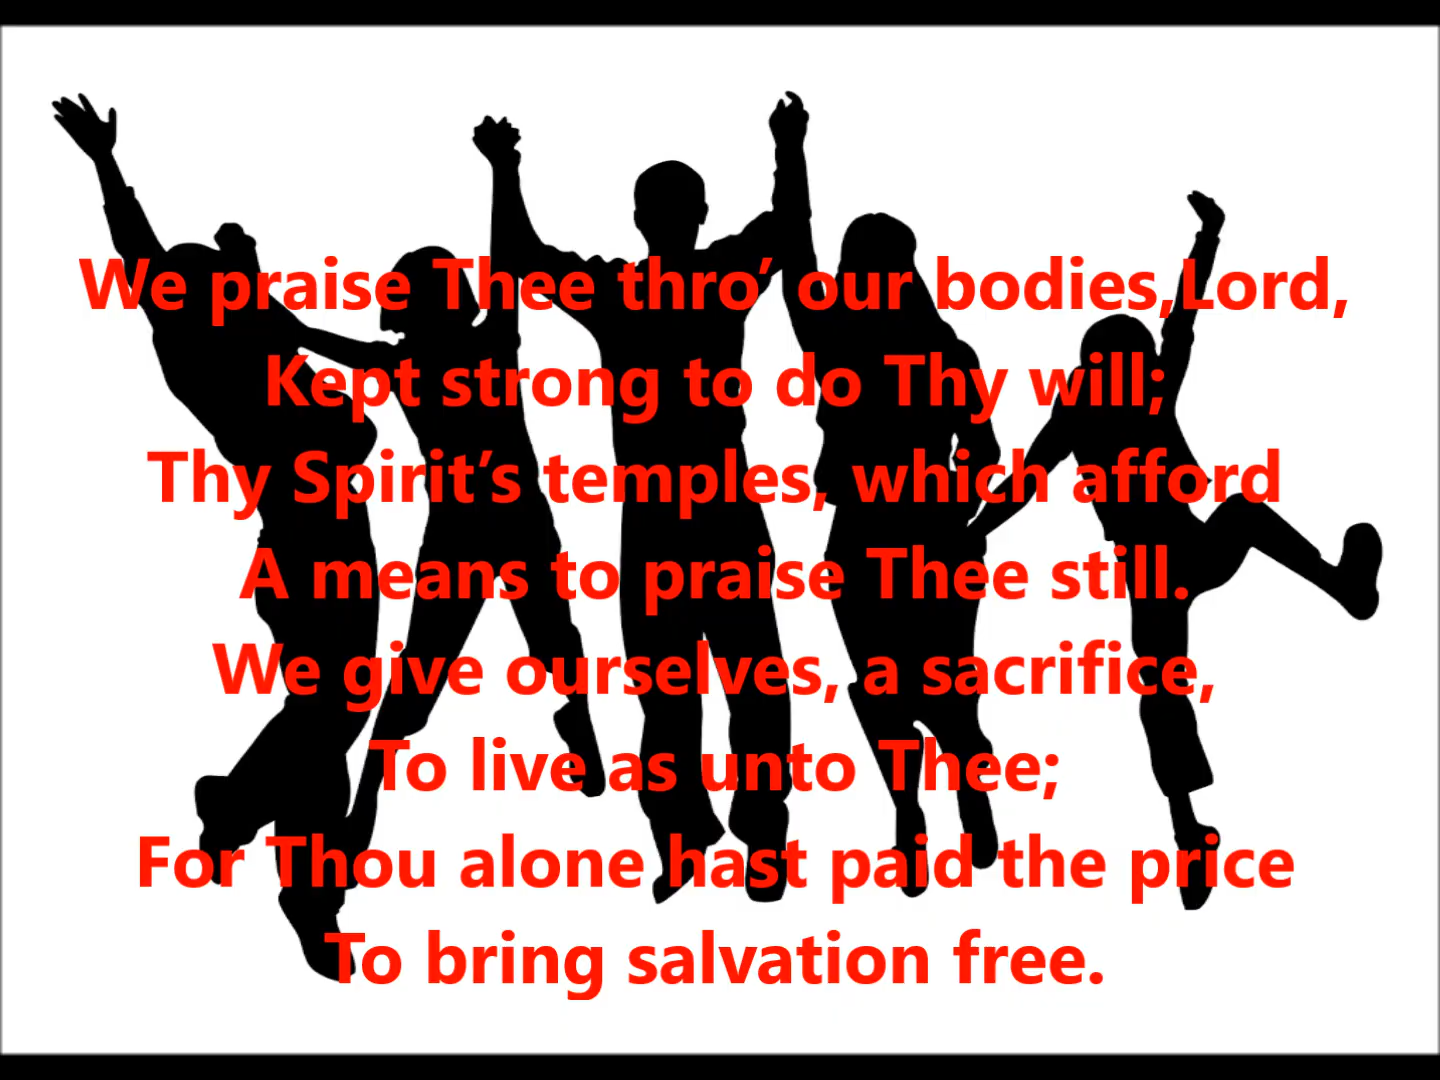 We praise Thee thro’ our bodies,Lord,
Kept strong to do Thy will;
Thy Spirit’s temples, which afford
A means to praise Thee still.
We give ourselves, a sacrifice,
To live as unto Thee;
For Thou alone hast paid the price
To bring salvation free.